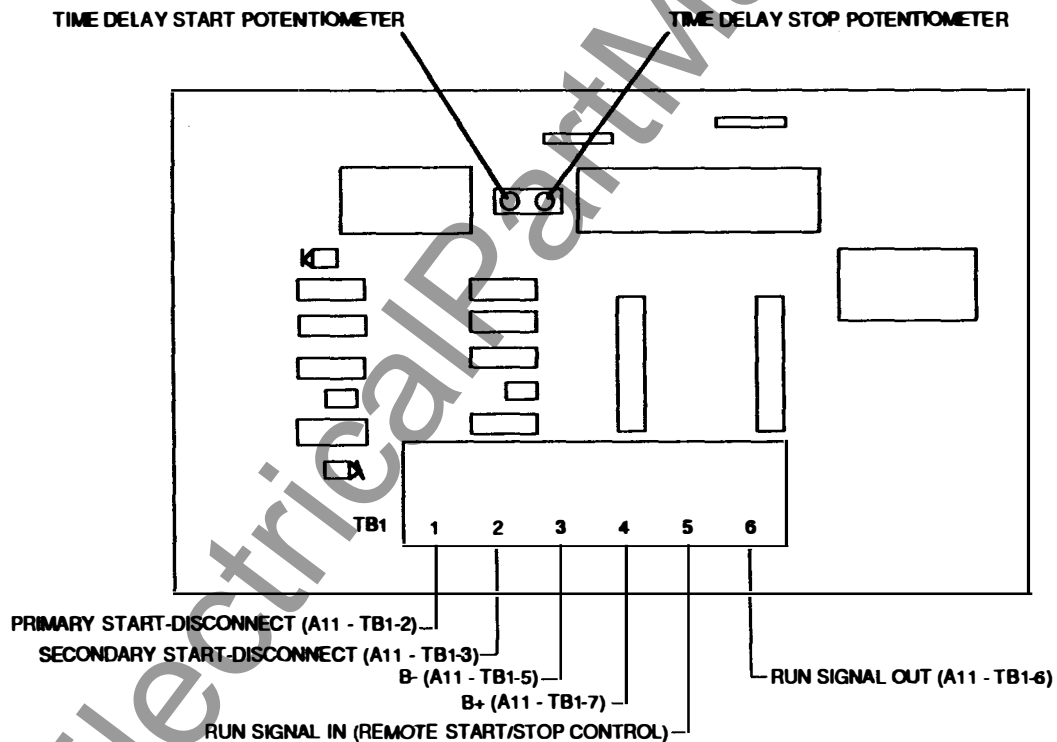 TIME DELAY START POTENTIOMETER
TIME DELAY STOP POTENTIOMETER
TB1 1 2 3 4 5 6
PRIMARY START-DISCONNECT (A11 - TB1-2)
SECONDARY START-DISCONNECT (A11 - TB1-3)
B- (A11 - TB1-5)
RUN SIGNAL OUT (A11 - TB1-6)
B+ (A11 - TB1-7)
RUN SIGNAL IN (REMOTE START/STOP CONTROL)
ElectricalPartM